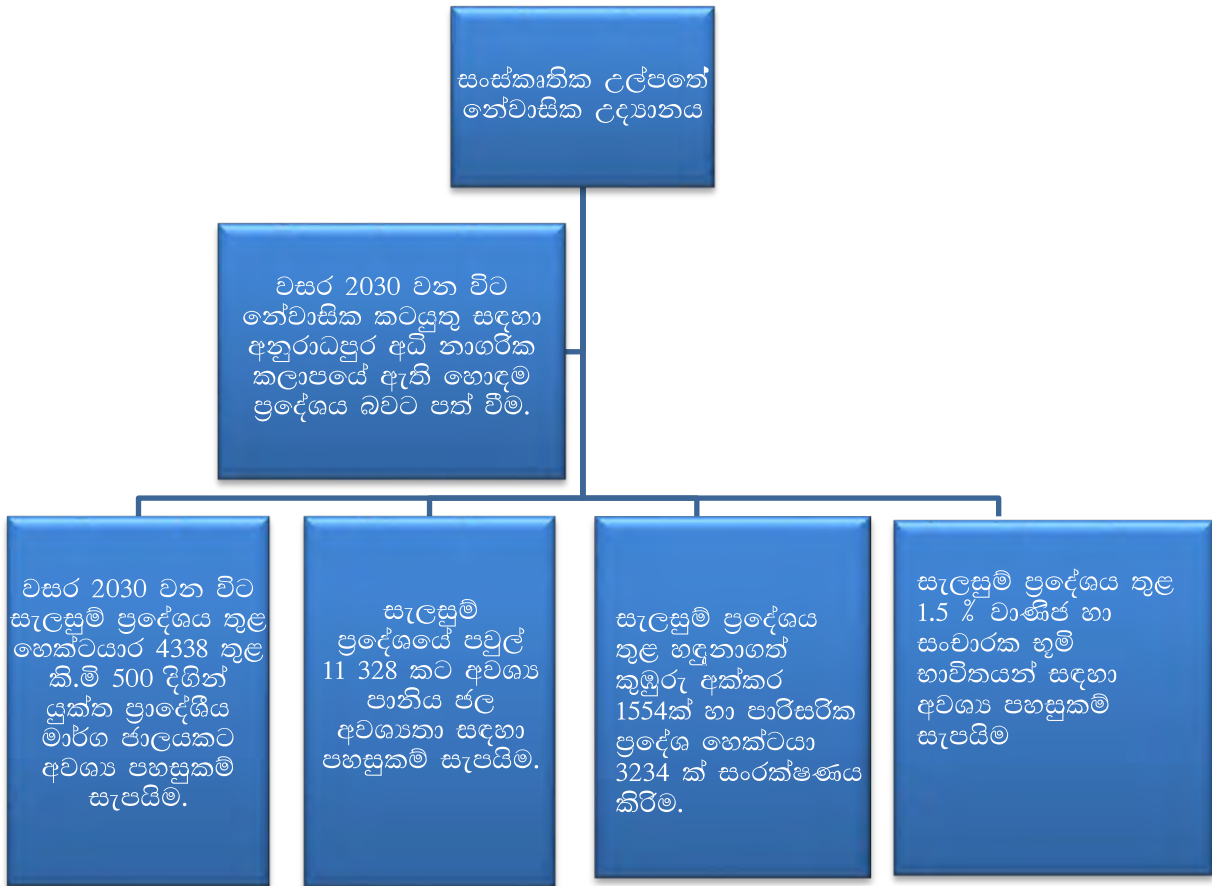 සංස්කෘතික උල්පතේ
නේවාසික උද්‍යානය
වසර 2030 වන විට
නේවාසික කටයුතු සඳහා
අනුරාධපුර අධි නාගරික
කලාපයේ ඇති හොඳම
ප්‍රදේශය බවට පත් වීම.
වසර 2030 වන විට
සැලසුම් ප්‍රදේශය තුළ
හෙක්ටයාර 4338 තුළ
කි.මි 500 දිගින්
යුක්ත ප්‍රාදේශීය
මාර්ග ජාලයකට
අවශ්‍ය පහසුකම්
සැපයිම.
සැලසුම්
ප්‍රදේශයේ පවුල්
11 328 කට අවශ්‍ය
පානිය ජල
අවශ්‍යතා සඳහා
පහසුකම් සැපයිම.
සැලසුම් ප්‍රදේශය
තුළ හඳුනාගත්
කුඹුරු අක්කර
1554ක් හා පාරිසරික
ප්‍රදේශ හෙක්ටයා
3234 ක් සංරක්ෂණය
කිරිම.
සැලසුම් ප්‍රදේශය තුළ
1.5 % වාණිජ හා
සංචාරක භූමි
භාවිතයන් සඳහා
අවශ්‍ය පහසුකම්
සැපයිම